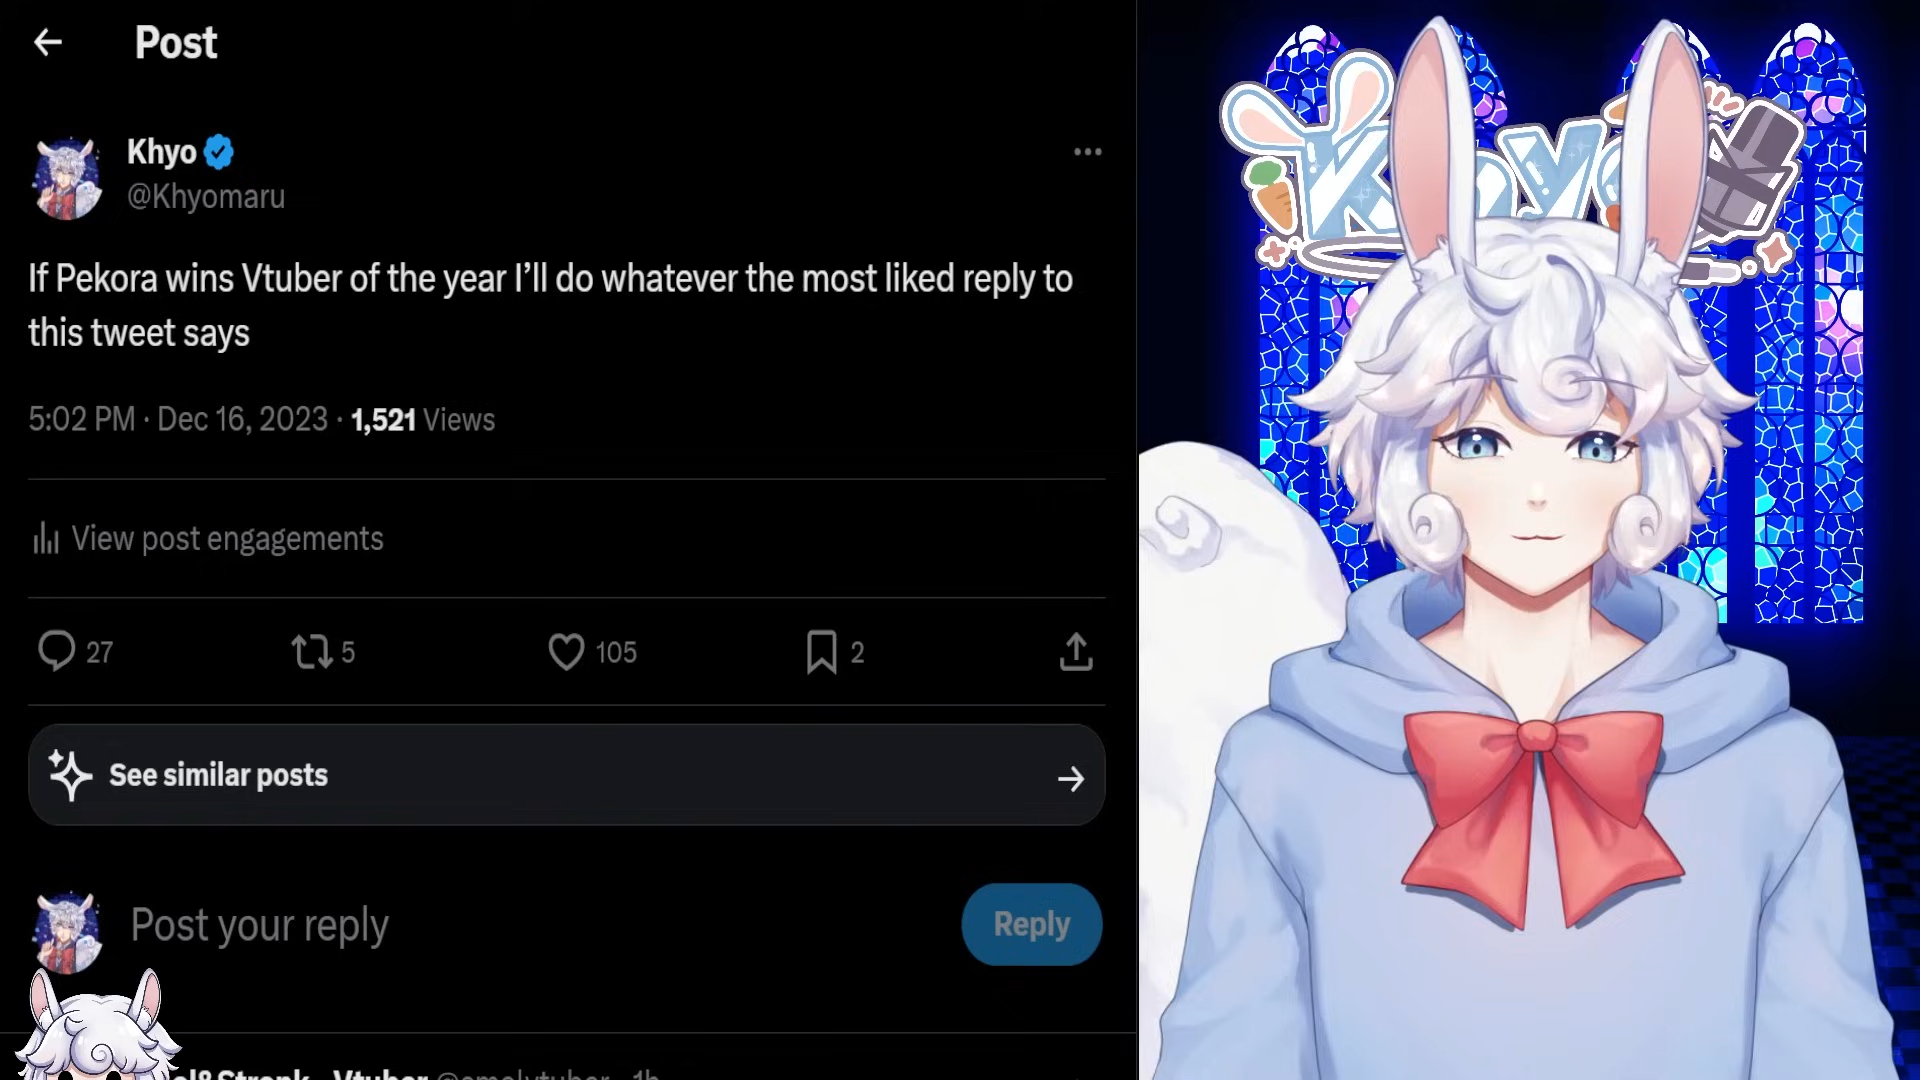 Post
Khyo
@Khyomaru
If Pekora wins Vtuber of the year I’ll do whatever the most liked reply to
this tweet says
5:02 PM · Dec 16, 2023 · 1,521 Views
View post engagements
27 5 105 2
See similar posts
Post your reply
Reply